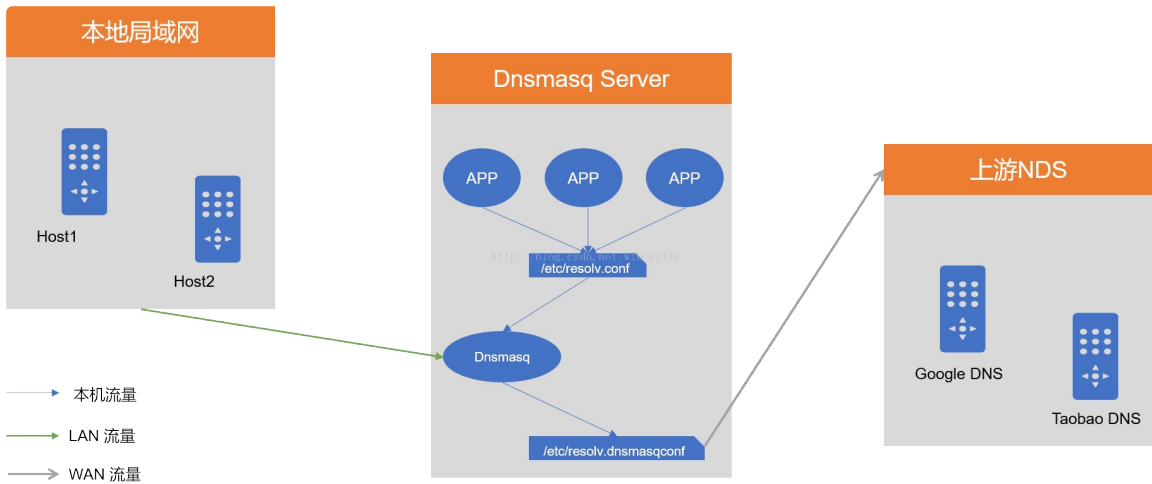 本地局域网
Host1
Host2
Dnsmasq Server
APP
APP
APP
/etc/resolv.conf
Dnsmasq
/etc/resolv.dnsmasqconf
上游NDS
Google DNS
Taobao DNS
本机流量
LAN 流量
WAN 流量